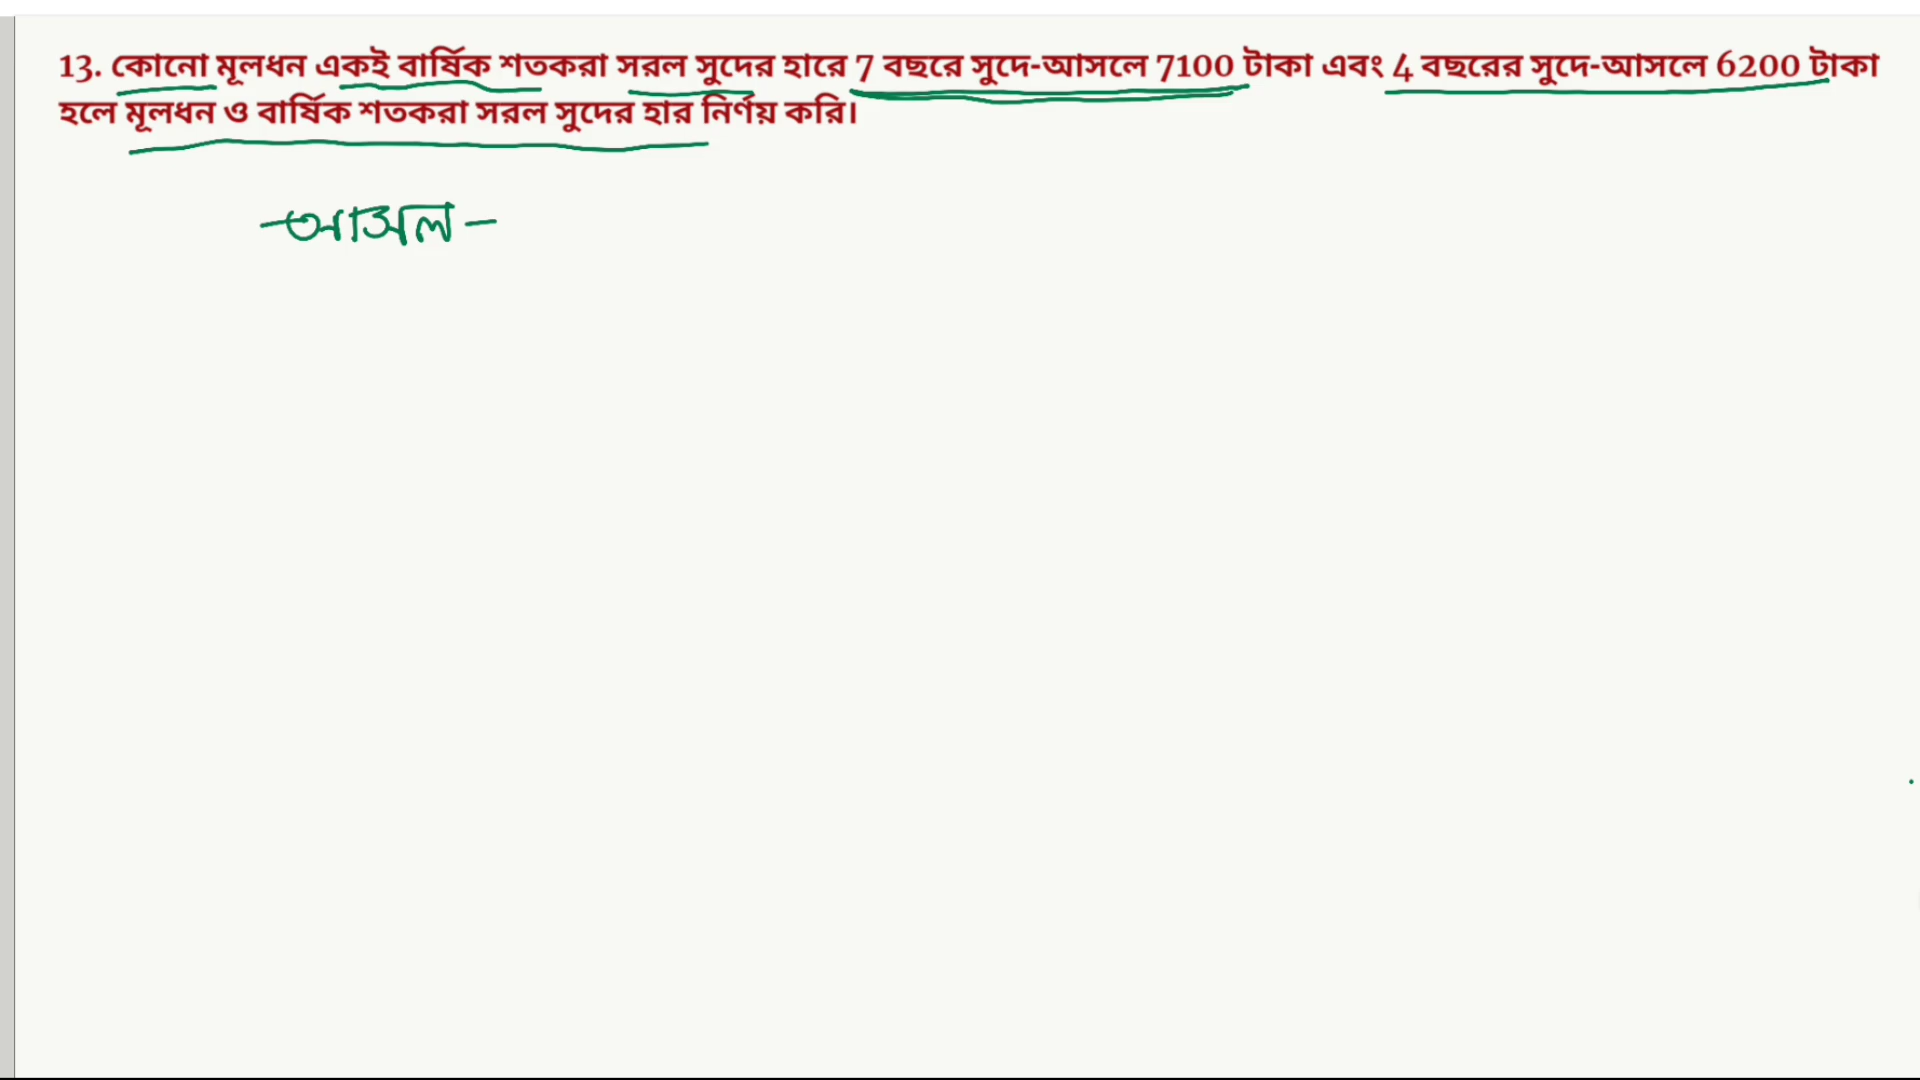 13. কোনো মূলধন একই বার্ষিক শতকরা সরল সুদের হারে 7 বছরে সুদে-আসলে 7100 টাকা এবং 4 বছরের সুদে-আসলে 6200 টাকা
হলে মূলধন ও বার্ষিক শতকরা সরল সুদের হার নির্ণয় করি।
আসল -